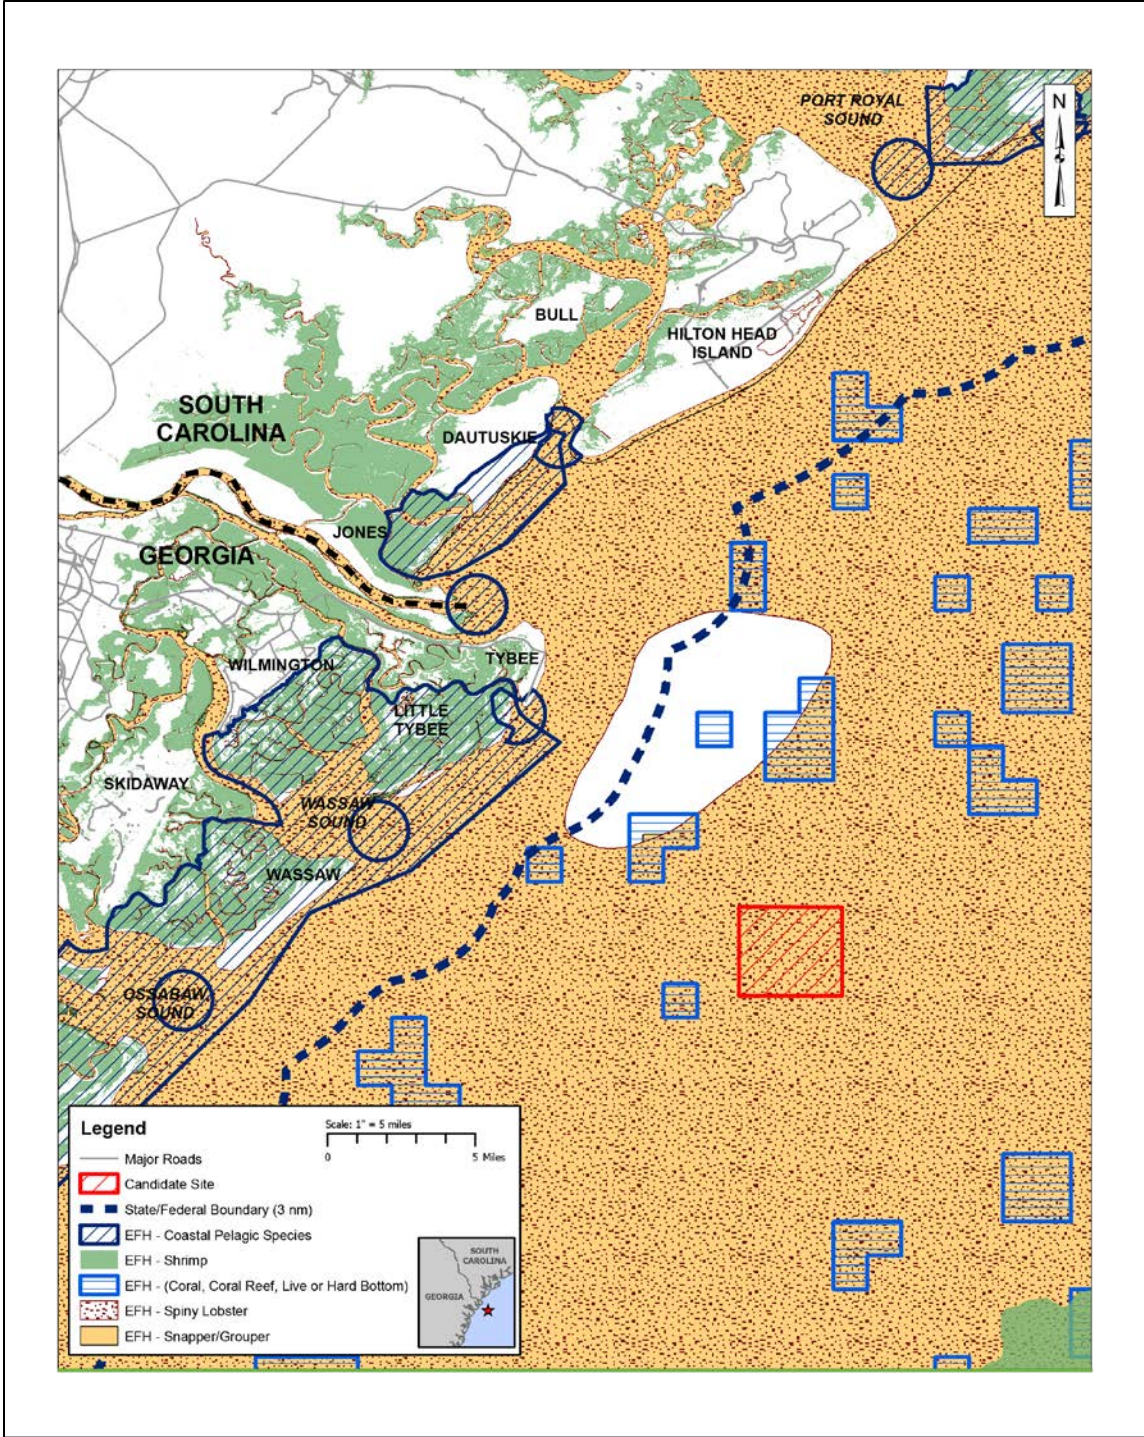 PORT ROYAL
SOUND
N
BULL
HILTON HEAD
ISLAND
SOUTH
CAROLINA
DAUTUSKIE
JONES
GEORGIA
TYBEE
WILMINGTON
LITTLE
TYBEE
SKIDAWAY
WASSAW
SOUND
WASSAW
OSSABAW
SOUND
Legend
Scale: 1" = 5 miles
0 5 Miles
Major Roads
Candidate Site
State/Federal Boundary (3 nm)
EFH - Coastal Pelagic Species
EFH - Shrimp
EFH - (Coral, Coral Reef, Live or Hard Bottom)
EFH - Spiny Lobster
EFH - Snapper/Grouper
SOUTH
CAROLINA
GEORGIA